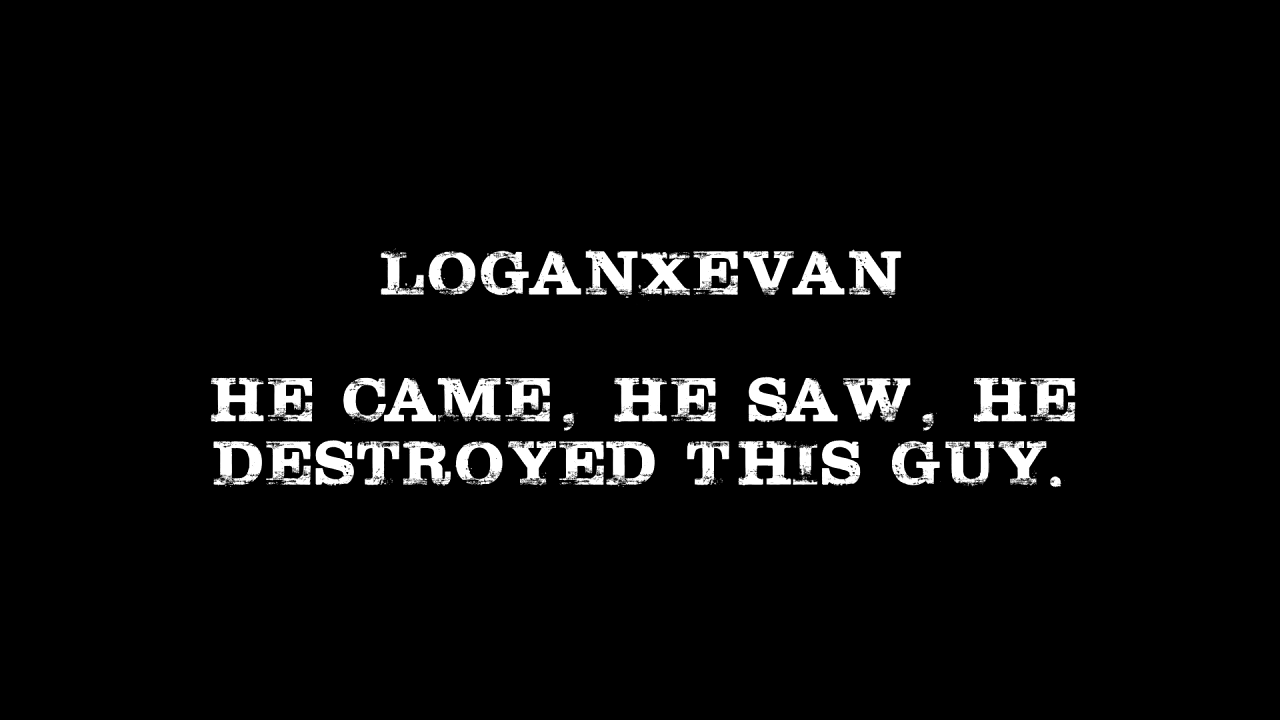 LOGANXEVAN
HE CAME, HE SAW, HE
DESTROYED THIS GUY.